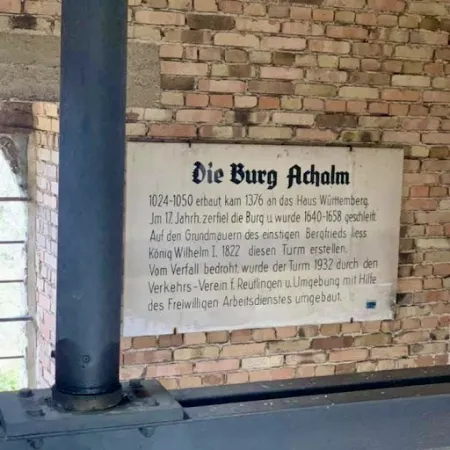 Die Burg Achalm
1024-1050 erbaut, kam 1376 an das Haus Württemberg.
Jm 17. Jahrh. zerfiel die Burg u. wurde 1640-1658 geschleift.
Auf den Grundmauern des einstigen Bergfrieds liess
König Wilhelm I. 1822 diesen Turm erstellen.
Vom Verfall bedroht, wurde der Turm 1932 durch den
Verkehrs-Verein f. Reutlingen u. Umgebung mit Hilfe
des Freiwilligen Arbeitsdienstes umgebaut.